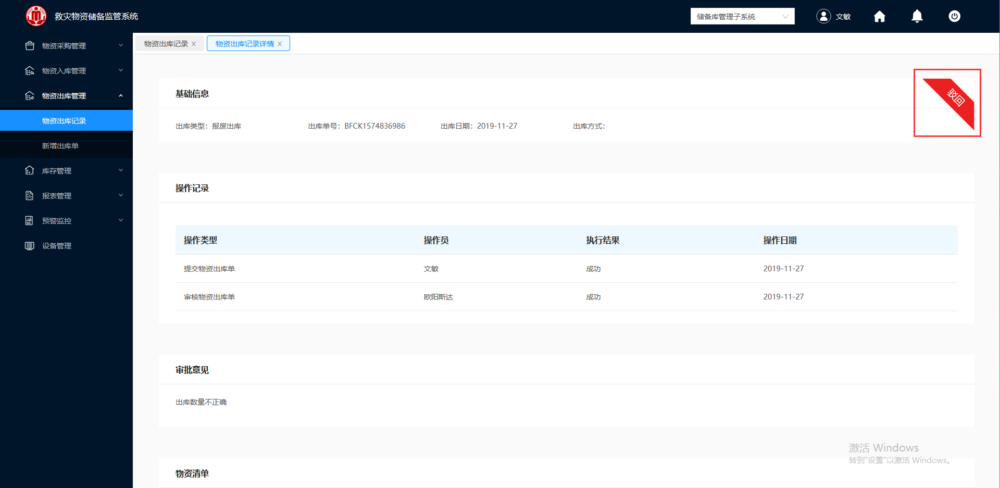 救灾物资储备监管系统
储备库管理子系统
文敏
物资采购管理
物资入库管理
物资出库管理
物资出库记录
新增出库单
库存管理
报表管理
预警监控
设备管理
物资出库记录
物资出库记录详情
驳回
基础信息
出库类型：报废出库 出库单号：BFCK1574836986 出库日期：2019-11-27 出库方式：
操作记录
操作类型 操作员 执行结果 操作日期
提交物资出库单 文敏 成功 2019-11-27
审核物资出库单 欧阳斯达 成功 2019-11-27
审批意见
出库数量不正确
物资清单
激活 Windows
转到"设置"以激活 Windows。